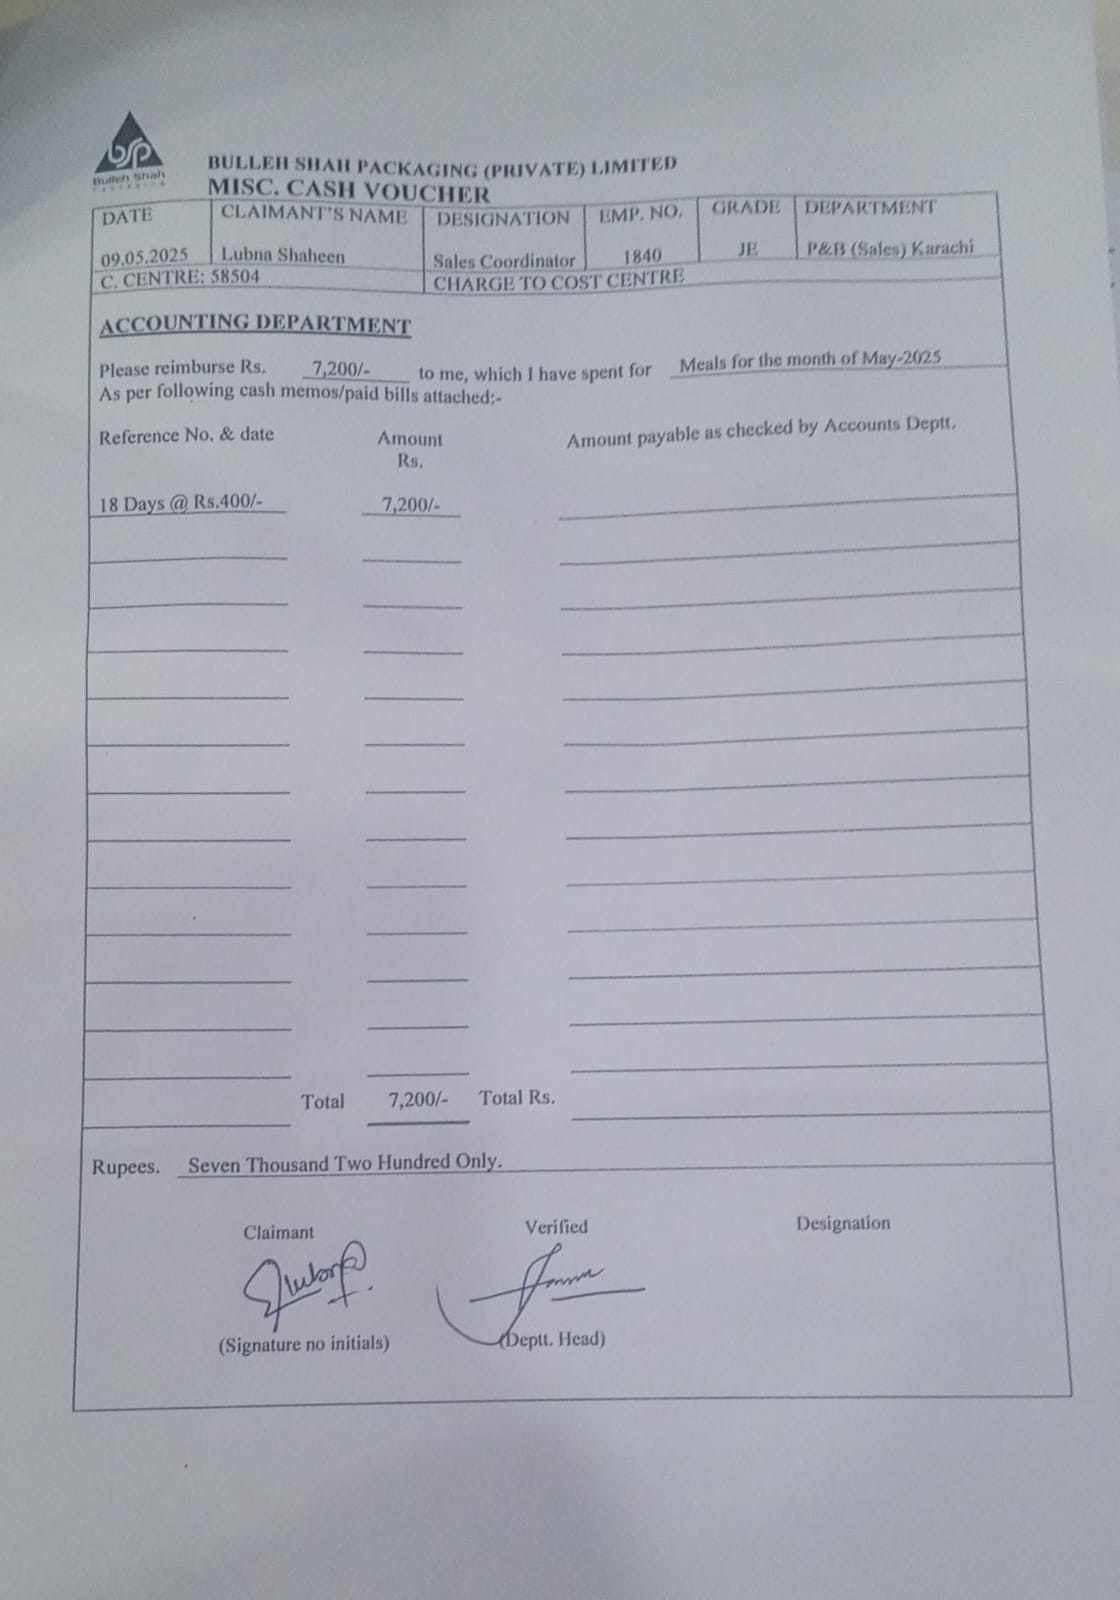 bsp
Bulleh Shah
PACKAGING
BULLEH SHAH PACKAGING (PRIVATE) LIMITED
MISC. CASH VOUCHER
DATE CLAIMANT'S NAME DESIGNATION EMP. NO. GRADE DEPARTMENT
09.05.2025 Lubna Shaheen Sales Coordinator 1840 JE P&B (Sales) Karachi
C. CENTRE: 58504 CHARGE TO COST CENTRE
ACCOUNTING DEPARTMENT
Please reimburse Rs. 7,200/- to me, which I have spent for Meals for the month of May-2025
As per following cash memos/paid bills attached:-
Reference No. & date Amount Amount payable as checked by Accounts Deptt.
Rs.
18 Days @ Rs.400/- 7,200/-
Total 7,200/- Total Rs.
Rupees. Seven Thousand Two Hundred Only.
Claimant Verified Designation
(Signature no initials) (Deptt. Head)